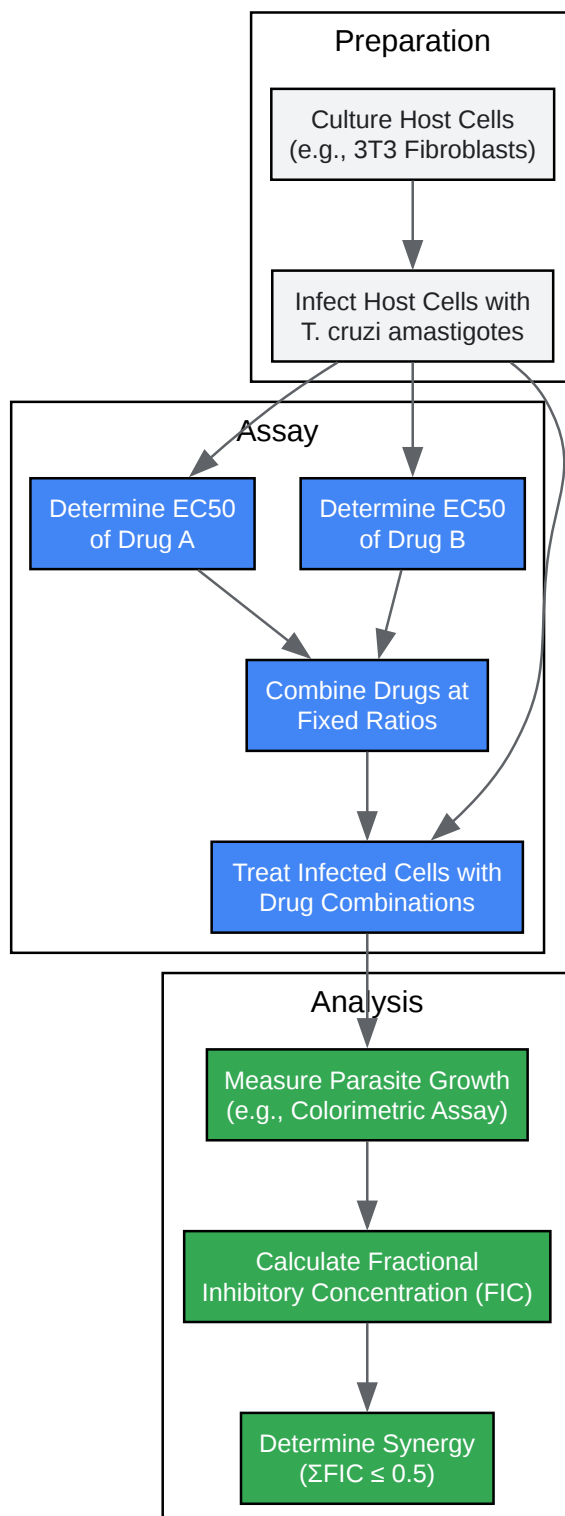 Preparation
Culture Host Cells
(e.g., 3T3 Fibroblasts)
Infect Host Cells with
T. cruzi amastigotes
Assay
Determine EC50
of Drug A
Determine EC50
of Drug B
Combine Drugs at
Fixed Ratios
Treat Infected Cells with
Drug Combinations
Analysis
Measure Parasite Growth
(e.g., Colorimetric Assay)
Calculate Fractional
Inhibitory Concentration (FIC)
Determine Synergy
(ΣFIC ≤ 0.5)